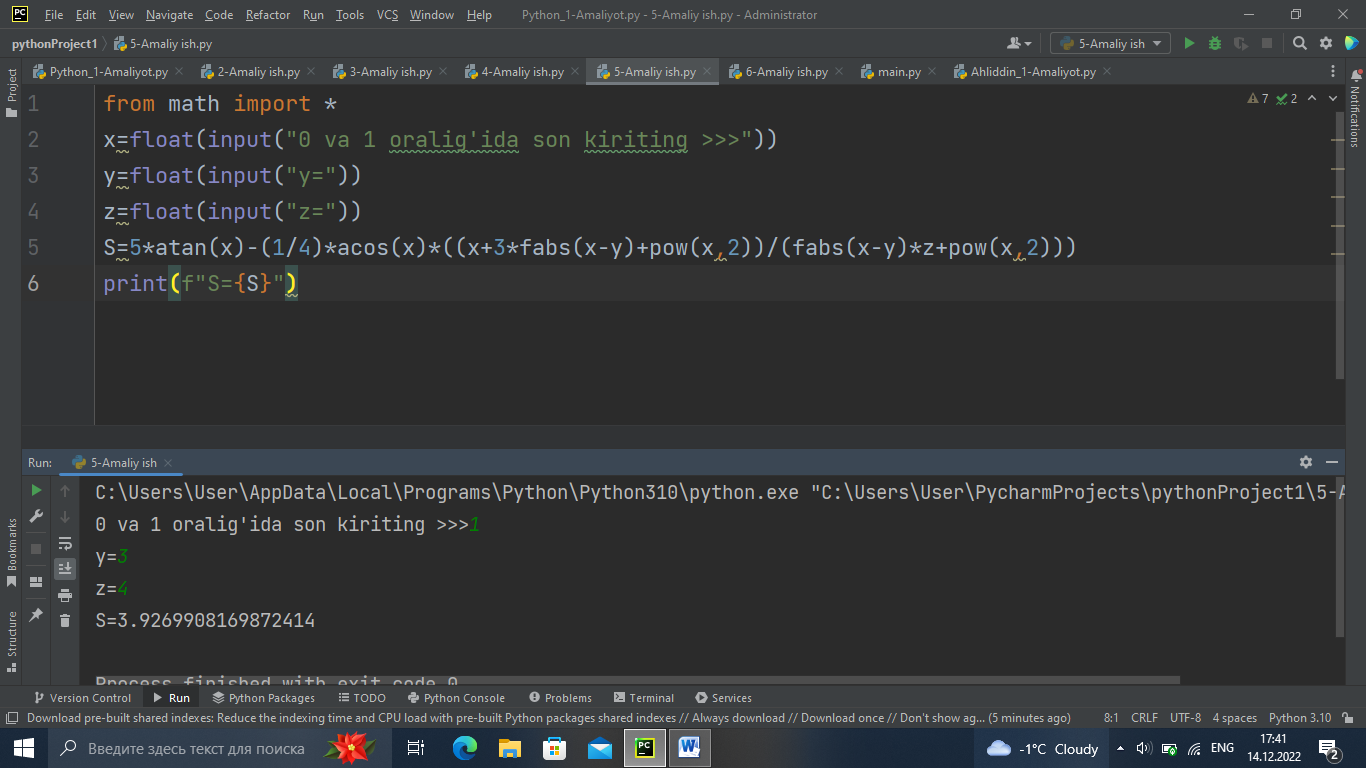 File Edit View Navigate Code Refactor Run Tools VCS Window Help Python_1-Amaliyot.py - 5-Amaliy ish.py - Administrator
pythonProject1 5-Amaliy ish.py 5-Amaliy ish
Project
Python_1-Amaliyot.py 2-Amaliy ish.py 3-Amaliy ish.py 4-Amaliy ish.py 5-Amaliy ish.py 6-Amaliy ish.py main.py Ahliddin_1-Amaliyot.py
Notifications
7 2
1 from math import *
2 x=float(input("0 va 1 oralig'ida son kiriting >>>"))
3 y=float(input("y="))
4 z=float(input("z="))
5 S=5*atan(x)-(1/4)*acos(x)*((x+3*fabs(x-y)+pow(x,2))/(fabs(x-y)*z+pow(x,2)))
6 print(f"S={S}")
Run: 5-Amaliy ish
C:\Users\User\AppData\Local\Programs\Python\Python310\python.exe "C:\Users\User\PycharmProjects\pythonProject1\5-A
0 va 1 oralig'ida son kiriting >>>1
y=3
z=4
S=3.9269908169872414
Process finished with exit code 0
Bookmarks
Structure
Version Control Run Python Packages TODO Python Console Problems Terminal Services
Download pre-built shared indexes: Reduce the indexing time and CPU load with pre-built Python packages shared indexes // Always download // Download once // Don't show ag... (5 minutes ago) 8:1 CRLF UTF-8 4 spaces Python 3.10
Введите здесь текст для поиска PC W -1°C Cloudy ENG 17:41
14.12.2022 2